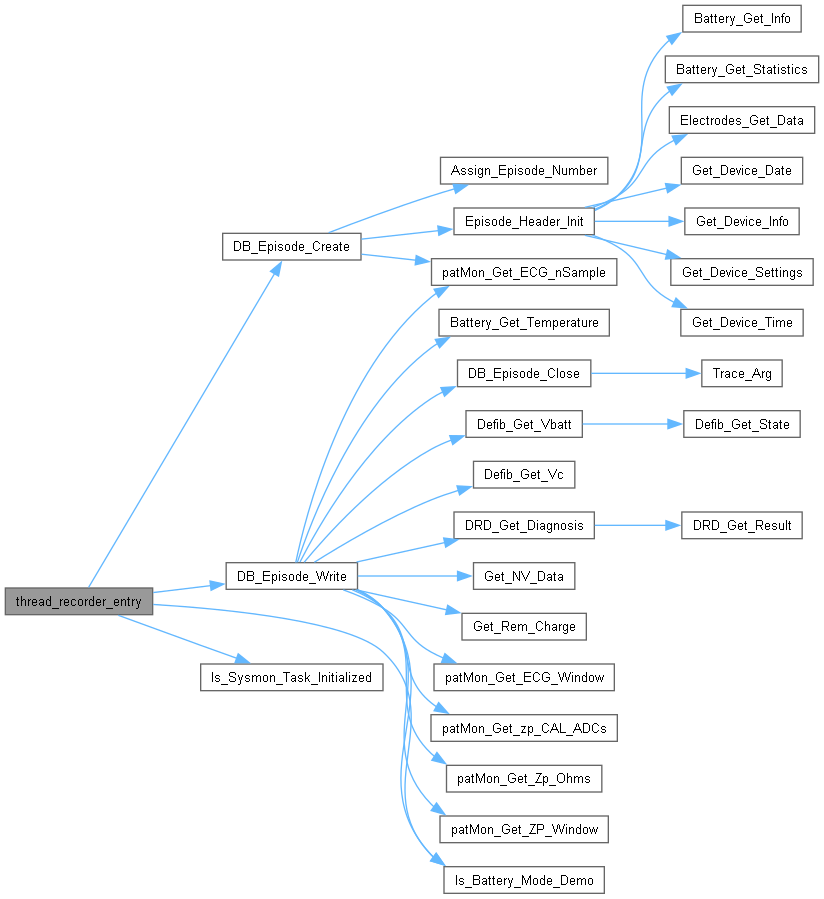 Battery_Get_Info
Battery_Get_Statistics
Electrodes_Get_Data
Assign_Episode_Number
Get_Device_Date
Episode_Header_Init
Get_Device_Info
DB_Episode_Create
patMon_Get_ECG_nSample
Get_Device_Settings
Battery_Get_Temperature
Get_Device_Time
DB_Episode_Close
Trace_Arg
Defib_Get_Vbatt
Defib_Get_State
Defib_Get_Vc
DRD_Get_Diagnosis
DRD_Get_Result
DB_Episode_Write
Get_NV_Data
thread_recorder_entry
Get_Rem_Charge
Is_Sysmon_Task_Initialized
patMon_Get_ECG_Window
patMon_Get_zp_CAL_ADCs
patMon_Get_Zp_Ohms
patMon_Get_ZP_Window
Is_Battery_Mode_Demo